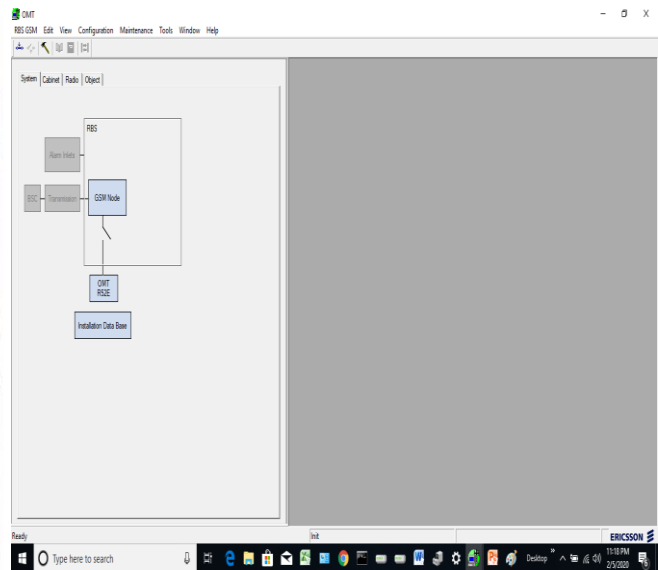 OMT
RBS GSM Edit View Configuration Maintenance Tools Window Help
System Cabinet Radio Object
RBS
Alarm Inlets
BSC Transmission GSM Node
OMT
R52E
Installation Data Base
Ready Init ERICSSON
Type here to search Desktop 11:18 PM
2/5/2020